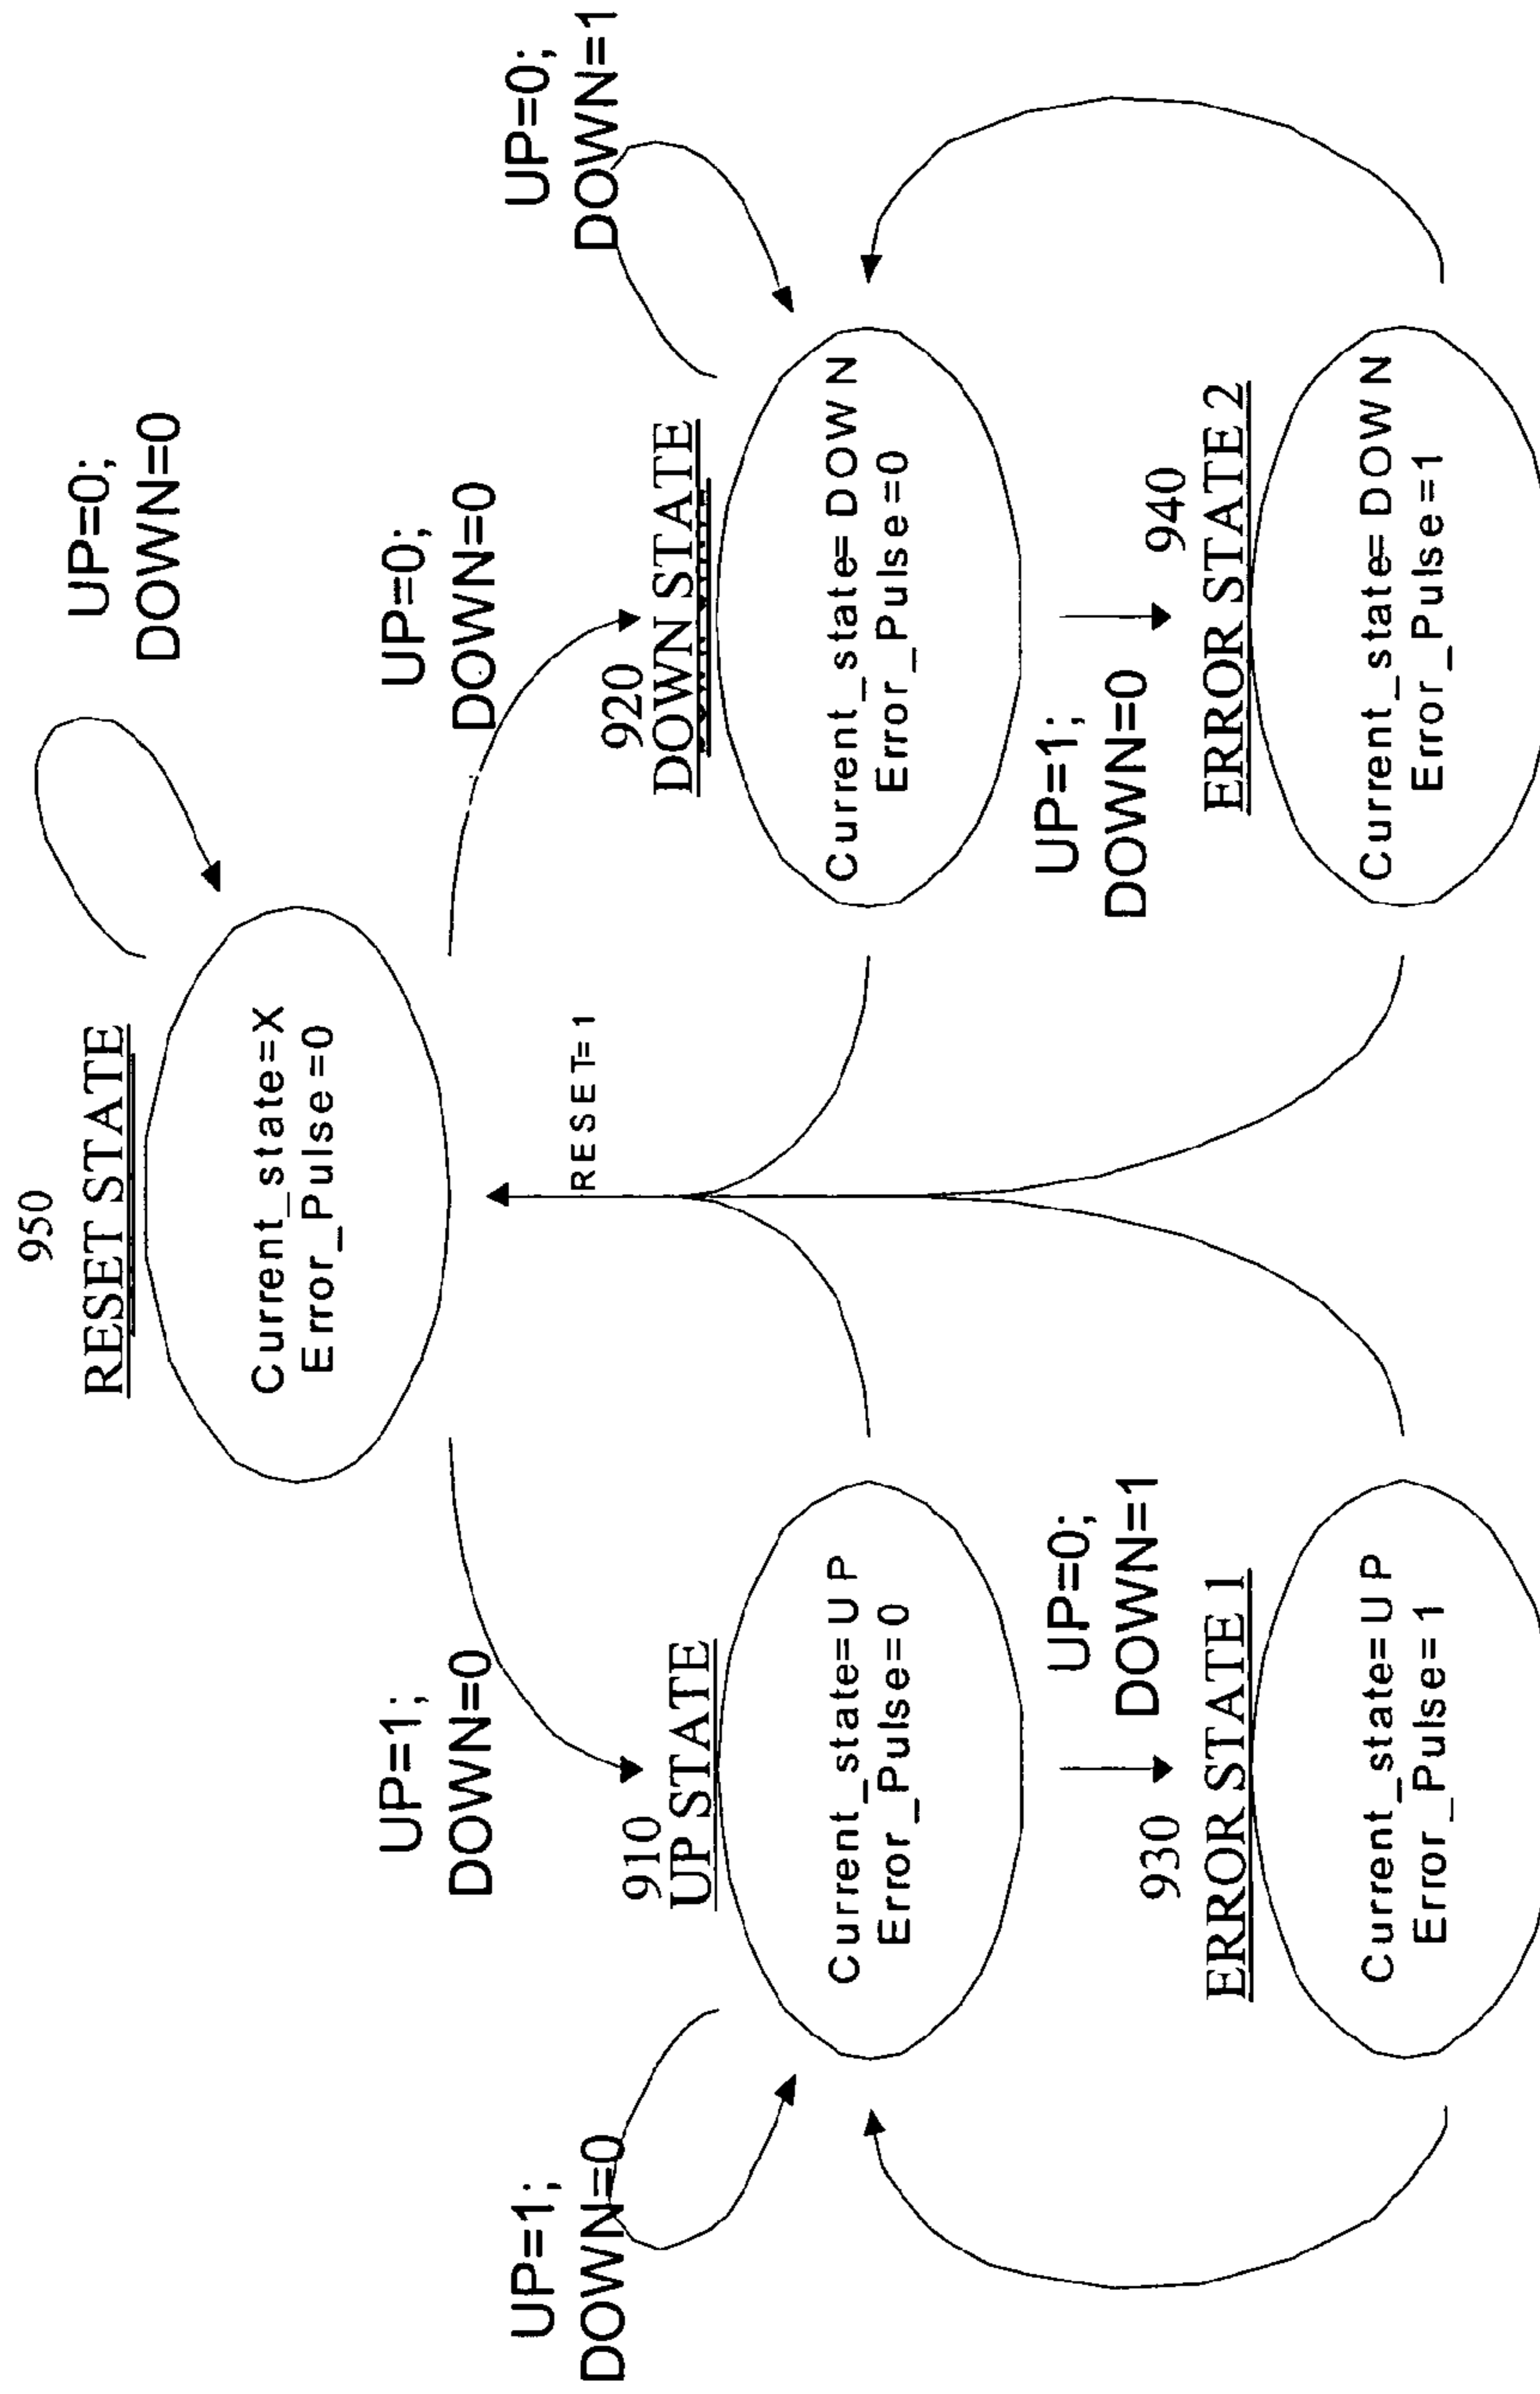 950
RESET STATE
Current_state=X
Error_Pulse=0
UP=0;
DOWN=0
UP=1;
DOWN=0
UP=0;
DOWN=0
RESET=1
UP=1;
DOWN=0
910
UP STATE
Current_state=UP
Error_Pulse=0
920
DOWN STATE
Current_state=DOWN
Error_Pulse=0
UP=0;
DOWN=1
UP=0;
DOWN=1
930
ERROR STATE 1
Current_state=UP
Error_Pulse=1
UP=1;
DOWN=0
940
ERROR STATE 2
Current_state=DOWN
Error_Pulse=1